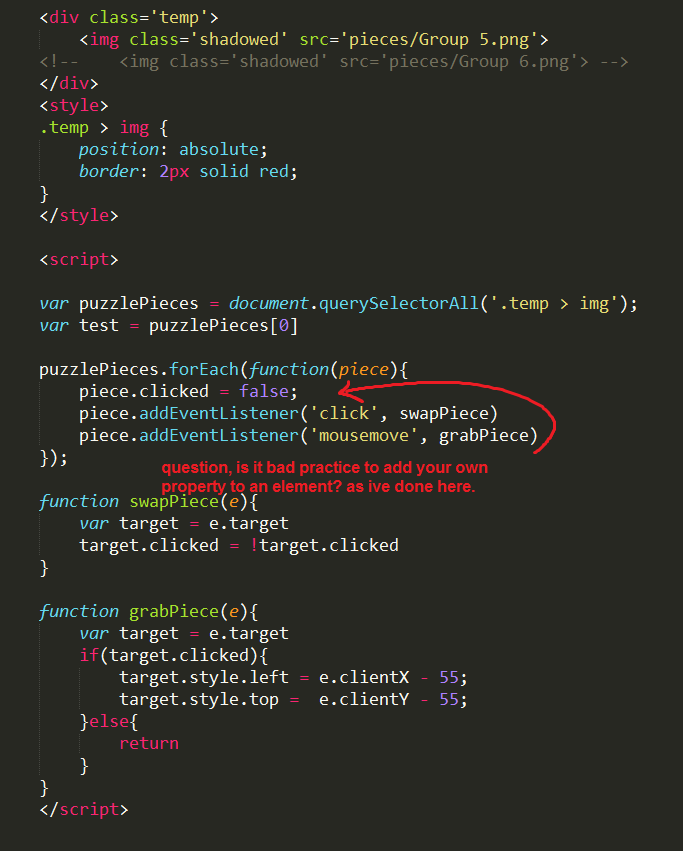 <div class='temp'>
    <img class='shadowed' src='pieces/Group 5.png'>
<!--    <img class='shadowed' src='pieces/Group 6.png'> -->
</div>
<style>
.temp > img {
    position: absolute;
    border: 2px solid red;
}
</style>

<script>

var puzzlePieces = document.querySelectorAll('.temp > img');
var test = puzzlePieces[0]

puzzlePieces.forEach(function(piece){
    piece.clicked = false;
    piece.addEventListener('click', swapPiece)
    piece.addEventListener('mousemove', grabPiece)
});
question, is it bad practice to add your own
property to an element? as ive done here.
function swapPiece(e){
    var target = e.target
    target.clicked = !target.clicked
}

function grabPiece(e){
    var target = e.target
    if(target.clicked){
        target.style.left = e.clientX - 55;
        target.style.top =  e.clientY - 55;
    }else{
        return
    }
}
</script>